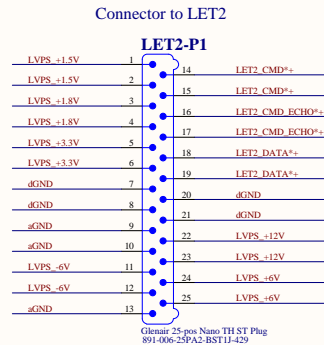 Connector to LET2
LET2-P1
LVPS_+1.5V 1
LVPS_+1.5V 2
LVPS_+1.8V 3
LVPS_+1.8V 4
LVPS_+3.3V 5
LVPS_+3.3V 6
dGND 7
dGND 8
aGND 9
aGND 10
LVPS_-6V 11
LVPS_-6V 12
aGND 13
14 LET2_CMD*+
15 LET2_CMD*+
16 LET2_CMD_ECHO*+
17 LET2_CMD_ECHO*+
18 LET2_DATA*+
19 LET2_DATA*+
20 dGND
21 dGND
22 LVPS_+12V
23 LVPS_+12V
24 LVPS_+6V
25 LVPS_+6V
Glenair 25-pos Nano TH ST Plug
891-006-25PA2-BST1J-429